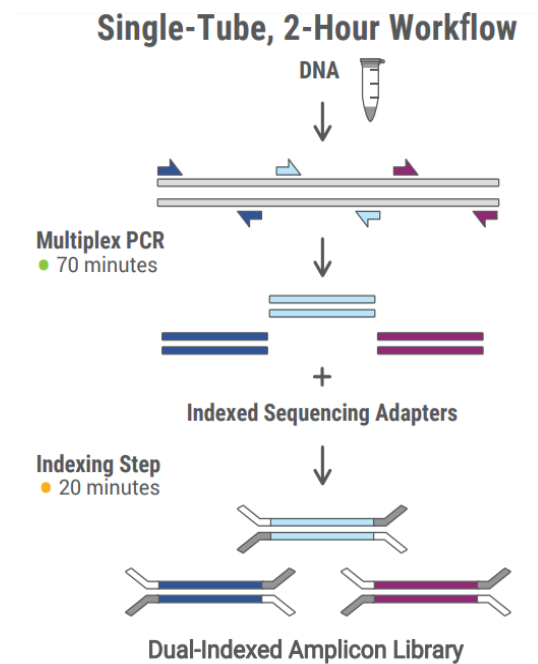 Single-Tube, 2-Hour Workflow
DNA
Multiplex PCR
70 minutes
+
Indexed Sequencing Adapters
Indexing Step
20 minutes
Dual-Indexed Amplicon Library